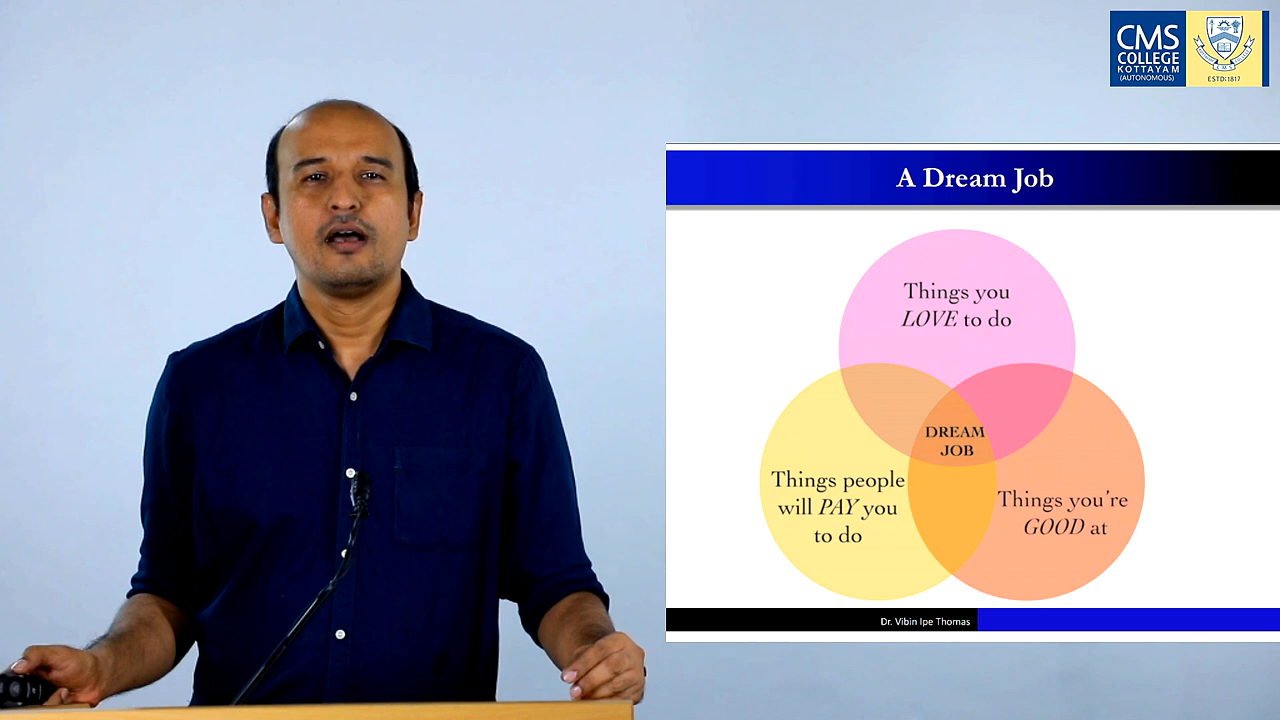 CMS
COLLEGE
KOTTAYAM
(AUTONOMOUS)
ESTD:1817
A Dream Job
Things you
LOVE to do
DREAM
JOB
Things people
will PAY you
to do
Things you're
GOOD at
Dr. Vibin Ipe Thomas